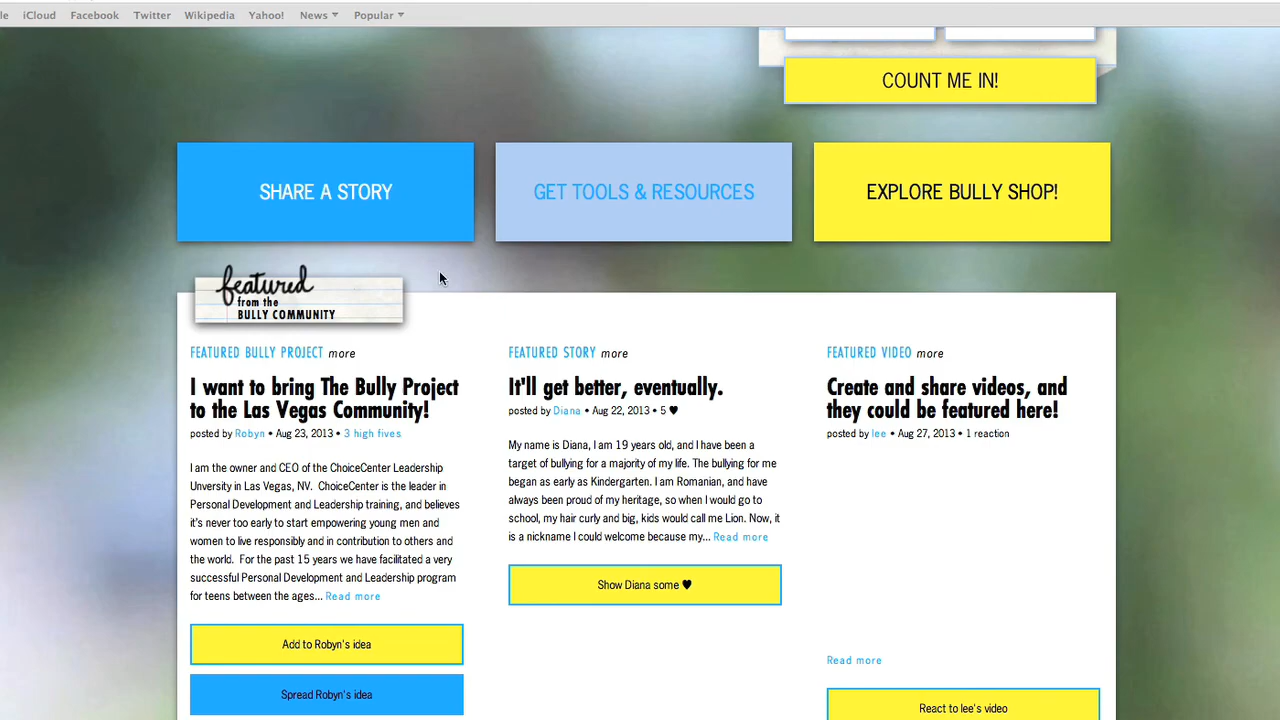 iCloud Facebook Twitter Wikipedia Yahoo! News Popular
COUNT ME IN!
SHARE A STORY
GET TOOLS & RESOURCES
EXPLORE BULLY SHOP!
featured
from the
BULLY COMMUNITY
FEATURED BULLY PROJECT more
I want to bring The Bully Project
to the Las Vegas Community!
posted by Robyn • Aug 23, 2013 • 3 high fives
I am the owner and CEO of the ChoiceCenter Leadership
Unversity in Las Vegas, NV. ChoiceCenter is the leader in
Personal Development and Leadership training, and believes
it's never too early to start empowering young men and
women to live responsibly and in contribution to others and
the world. For the past 15 years we have facilitated a very
successful Personal Development and Leadership program
for teens between the ages... Read more
Add to Robyn's idea
Spread Robyn's idea
FEATURED STORY more
It'll get better, eventually.
posted by Diana • Aug 22, 2013 • 5 ♥
My name is Diana, I am 19 years old, and I have been a
target of bullying for a majority of my life. The bullying for me
began as early as Kindergarten. I am Romanian, and have
always been proud of my heritage, so when I would go to
school, my hair curly and big, kids would call me Lion. Now, it
is a nickname I could welcome because my... Read more
Show Diana some ♥
FEATURED VIDEO more
Create and share videos, and
they could be featured here!
posted by lee • Aug 27, 2013 • 1 reaction
Read more
React to lee's video